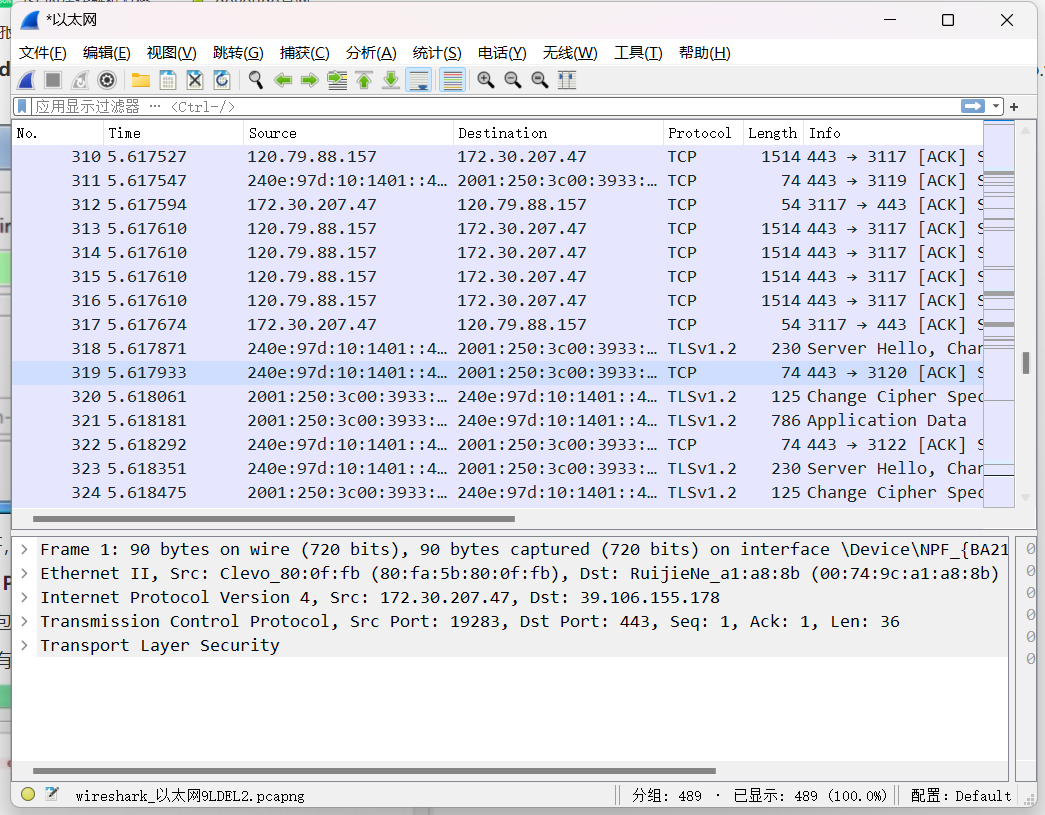 *以太网
文件(F) 编辑(E) 视图(V) 跳转(G) 捕获(C) 分析(A) 统计(S) 电话(Y) 无线(W) 工具(T) 帮助(H)
应用显示过滤器 … <Ctrl-/>
No. Time Source Destination Protocol Length Info
310 5.617527 120.79.88.157 172.30.207.47 TCP 1514 443 → 3117 [ACK] S
311 5.617547 240e:97d:10:1401::4… 2001:250:3c00:3933:… TCP 74 443 → 3119 [ACK] S
312 5.617594 172.30.207.47 120.79.88.157 TCP 54 3117 → 443 [ACK] S
313 5.617610 120.79.88.157 172.30.207.47 TCP 1514 443 → 3117 [ACK] S
314 5.617610 120.79.88.157 172.30.207.47 TCP 1514 443 → 3117 [ACK] S
315 5.617610 120.79.88.157 172.30.207.47 TCP 1514 443 → 3117 [ACK] S
316 5.617610 120.79.88.157 172.30.207.47 TCP 1514 443 → 3117 [ACK] S
317 5.617674 172.30.207.47 120.79.88.157 TCP 54 3117 → 443 [ACK] S
318 5.617871 240e:97d:10:1401::4… 2001:250:3c00:3933:… TLSv1.2 230 Server Hello, Char
319 5.617933 240e:97d:10:1401::4… 2001:250:3c00:3933:… TCP 74 443 → 3120 [ACK] S
320 5.618061 2001:250:3c00:3933:… 240e:97d:10:1401::4… TLSv1.2 125 Change Cipher Spec
321 5.618181 2001:250:3c00:3933:… 240e:97d:10:1401::4… TLSv1.2 786 Application Data
322 5.618292 240e:97d:10:1401::4… 2001:250:3c00:3933:… TCP 74 443 → 3122 [ACK] S
323 5.618351 240e:97d:10:1401::4… 2001:250:3c00:3933:… TLSv1.2 230 Server Hello, Char
324 5.618475 2001:250:3c00:3933:… 240e:97d:10:1401::4… TLSv1.2 125 Change Cipher Spec
Frame 1: 90 bytes on wire (720 bits), 90 bytes captured (720 bits) on interface \Device\NPF_{BA21
Ethernet II, Src: Clevo_80:0f:fb (80:fa:5b:80:0f:fb), Dst: RuijieNe_a1:a8:8b (00:74:9c:a1:a8:8b)
Internet Protocol Version 4, Src: 172.30.207.47, Dst: 39.106.155.178
Transmission Control Protocol, Src Port: 19283, Dst Port: 443, Seq: 1, Ack: 1, Len: 36
Transport Layer Security
wireshark_以太网9LDEL2.pcapng 分组: 489 · 已显示: 489 (100.0%) 配置: Default